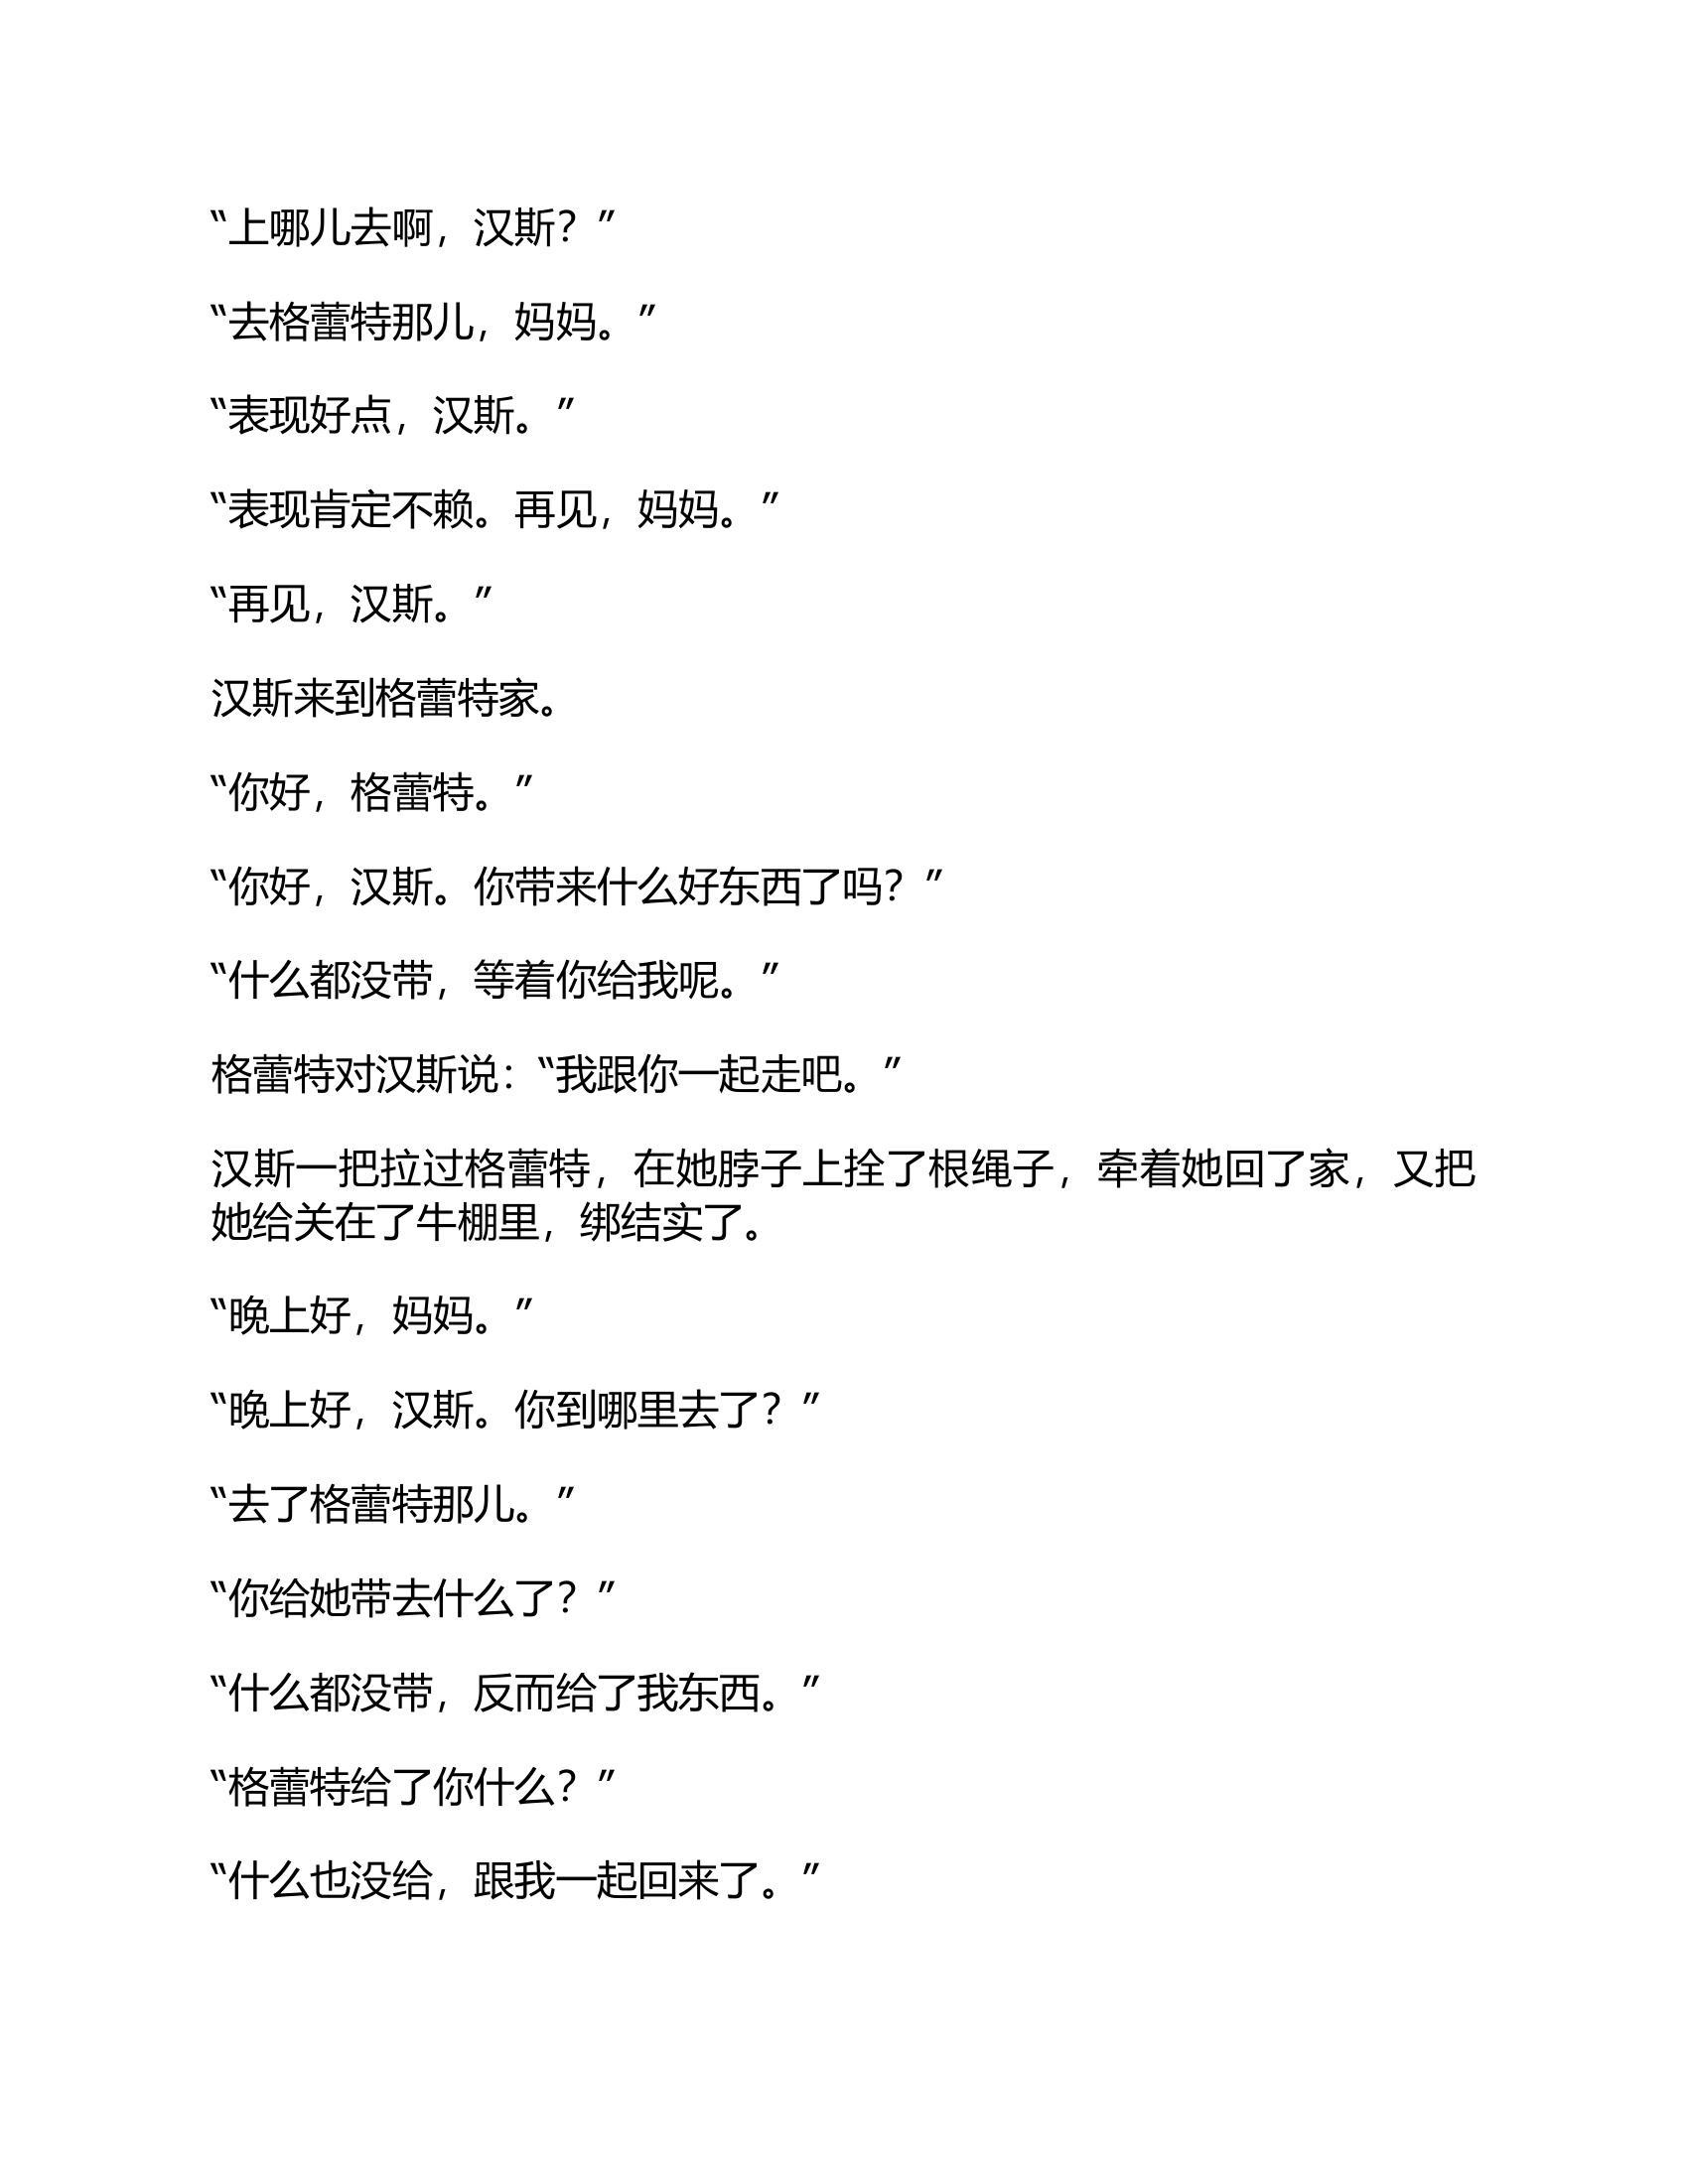 “上哪儿去啊，汉斯？”
“去格蕾特那儿，妈妈。”
“表现好点，汉斯。”
“表现肯定不赖。再见，妈妈。”
“再见，汉斯。”
汉斯来到格蕾特家。
“你好，格蕾特。”
“你好，汉斯。你带来什么好东西了吗？”
“什么都没带，等着你给我呢。”
格蕾特对汉斯说：“我跟你一起走吧。”
汉斯一把拉过格蕾特，在她脖子上拴了根绳子，牵着她回了家，又把
她给关在了牛棚里，绑结实了。
“晚上好，妈妈。”
“晚上好，汉斯。你到哪里去了？”
“去了格蕾特那儿。”
“你给她带去什么了？”
“什么都没带，反而给了我东西。”
“格蕾特给了你什么？”
“什么也没给，跟我一起回来了。”